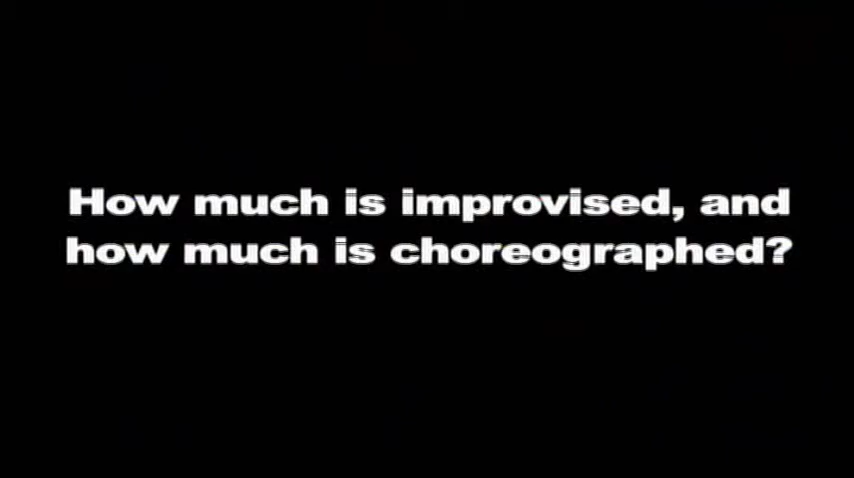 How much is improvised, and
how much is choreographed?